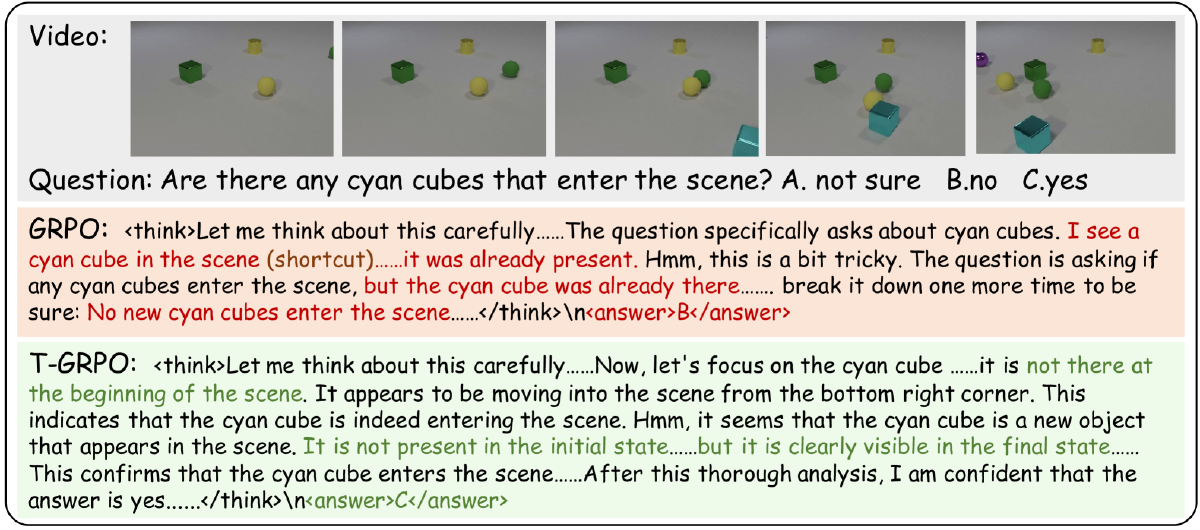 Video:
Question: Are there any cyan cubes that enter the scene? A. not sure B.no C.yes
GRPO: <think>Let me think about this carefully......The question specifically asks about cyan cubes. I see a
cyan cube in the scene (shortcut)......it was already present. Hmm, this is a bit tricky. The question is asking if
any cyan cubes enter the scene, but the cyan cube was already there....... break it down one more time to be
sure: No new cyan cubes enter the scene......</think>\n<answer>B</answer>
T-GRPO: <think>Let me think about this carefully......Now, let's focus on the cyan cube ......it is not there at
the beginning of the scene. It appears to be moving into the scene from the bottom right corner. This
indicates that the cyan cube is indeed entering the scene. Hmm, it seems that the cyan cube is a new object
that appears in the scene. It is not present in the initial state......but it is clearly visible in the final state......
This confirms that the cyan cube enters the scene......After this thorough analysis, I am confident that the
answer is yes......</think>\n<answer>C</answer>